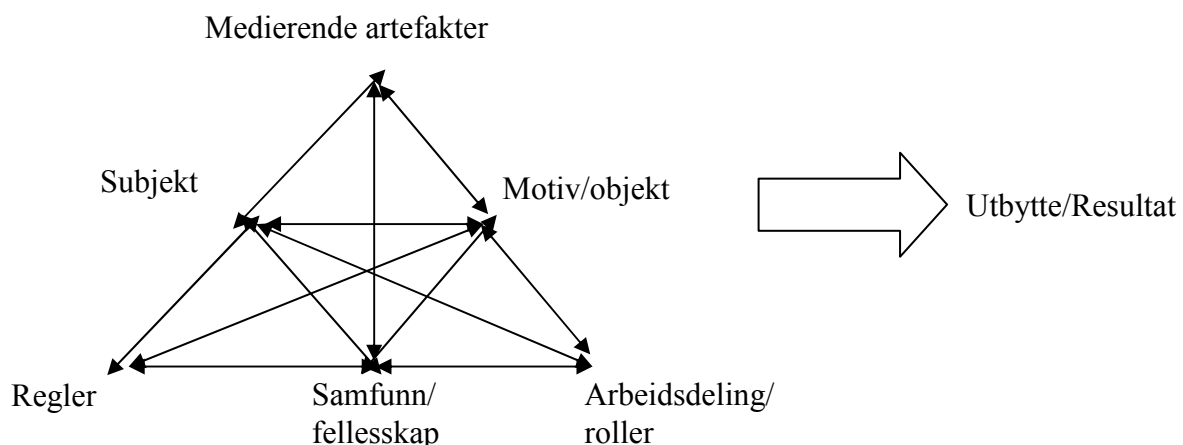 Medierende artefakter
Subjekt
Motiv/objekt
Utbytte/Resultat
Regler
Samfunn/
fellesskap
Arbeidsdeling/
roller